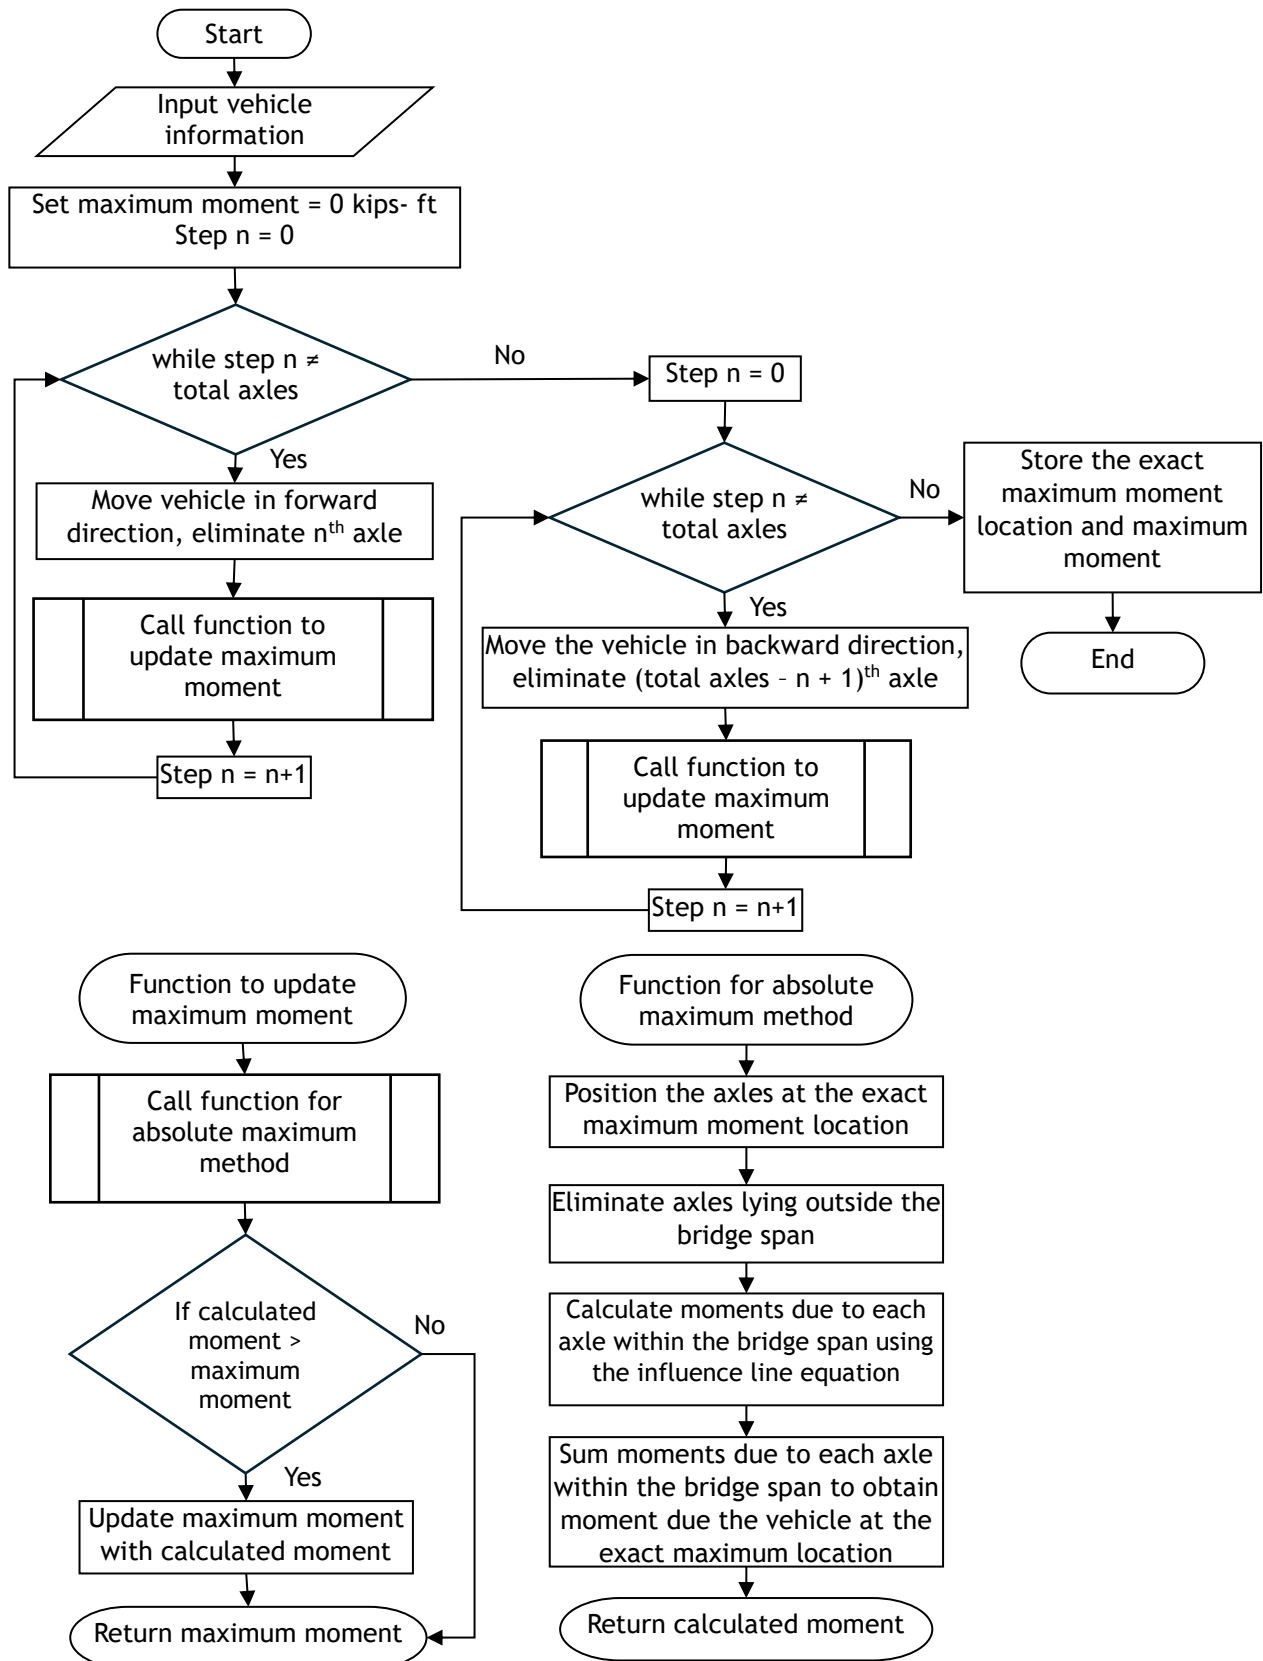 Start
Input vehicle
information
Set maximum moment = 0 kips- ft
Step n = 0
while step n ≠
total axles
No
Yes
Move vehicle in forward
direction, eliminate nth axle
Call function to
update maximum
moment
Step n = n+1
Step n = 0
while step n ≠
total axles
No
Yes
Move the vehicle in backward direction,
eliminate (total axles – n + 1)th axle
Call function to
update maximum
moment
Step n = n+1
Store the exact
maximum moment
location and maximum
moment
End
Function to update
maximum moment
Call function for
absolute maximum
method
If calculated
moment >
maximum
moment
No
Yes
Update maximum moment
with calculated moment
Return maximum moment
Function for absolute
maximum method
Position the axles at the exact
maximum moment location
Eliminate axles lying outside the
bridge span
Calculate moments due to each
axle within the bridge span using
the influence line equation
Sum moments due to each axle
within the bridge span to obtain
moment due the vehicle at the
exact maximum location
Return calculated moment